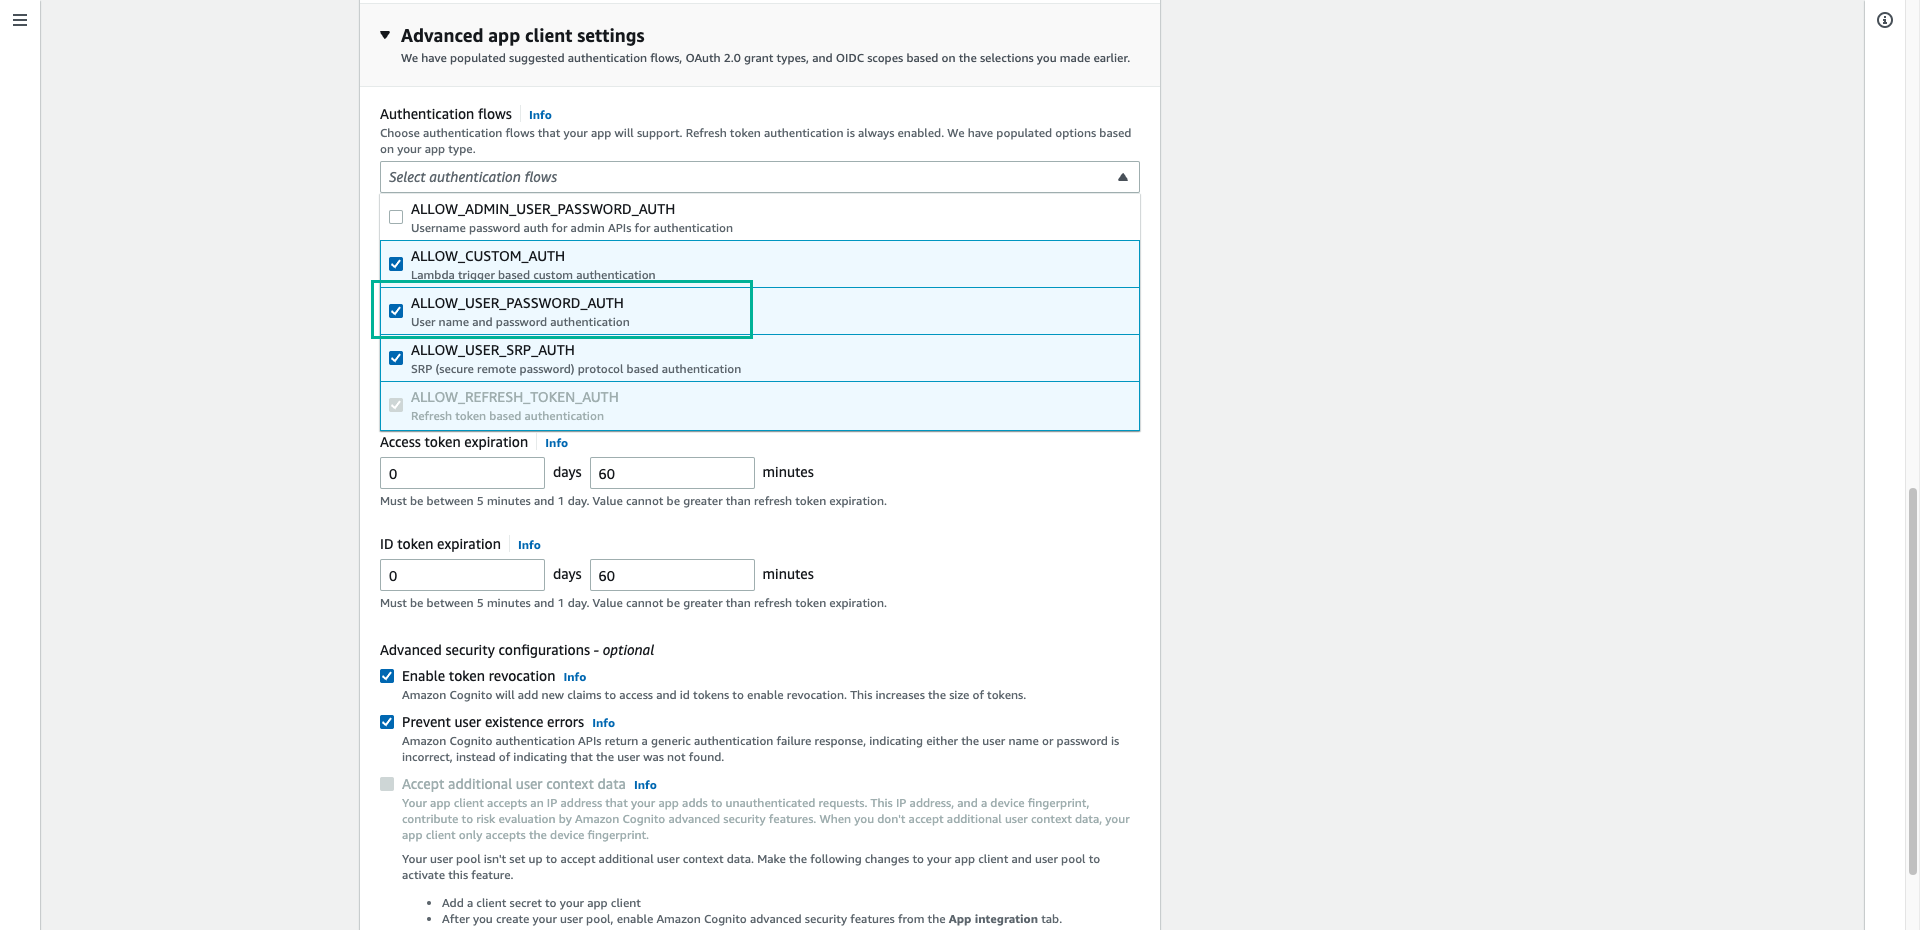 Advanced app client settings
We have populated suggested authentication flows, OAuth 2.0 grant types, and OIDC scopes based on the selections you made earlier.
Authentication flows Info
Choose authentication flows that your app will support. Refresh token authentication is always enabled. We have populated options based
on your app type.
Select authentication flows
ALLOW_ADMIN_USER_PASSWORD_AUTH
Username password auth for admin APIs for authentication
ALLOW_CUSTOM_AUTH
Lambda trigger based custom authentication
ALLOW_USER_PASSWORD_AUTH
User name and password authentication
ALLOW_USER_SRP_AUTH
SRP (secure remote password) protocol based authentication
ALLOW_REFRESH_TOKEN_AUTH
Refresh token based authentication
Access token expiration Info
0 days 60 minutes
Must be between 5 minutes and 1 day. Value cannot be greater than refresh token expiration.
ID token expiration Info
0 days 60 minutes
Must be between 5 minutes and 1 day. Value cannot be greater than refresh token expiration.
Advanced security configurations - optional
Enable token revocation Info
Amazon Cognito will add new claims to access and id tokens to enable revocation. This increases the size of tokens.
Prevent user existence errors Info
Amazon Cognito authentication APIs return a generic authentication failure response, indicating either the user name or password is
incorrect, instead of indicating that the user was not found.
Accept additional user context data Info
Your app client accepts an IP address that your app adds to unauthenticated requests. This IP address, and a device fingerprint,
contribute to risk evaluation by Amazon Cognito advanced security features. When you don't accept additional user context data, your
app client only accepts the device fingerprint.
Your user pool isn't set up to accept additional user context data. Make the following changes to your app client and user pool to
activate this feature.
• Add a client secret to your app client
• After you create your user pool, enable Amazon Cognito advanced security features from the App integration tab.